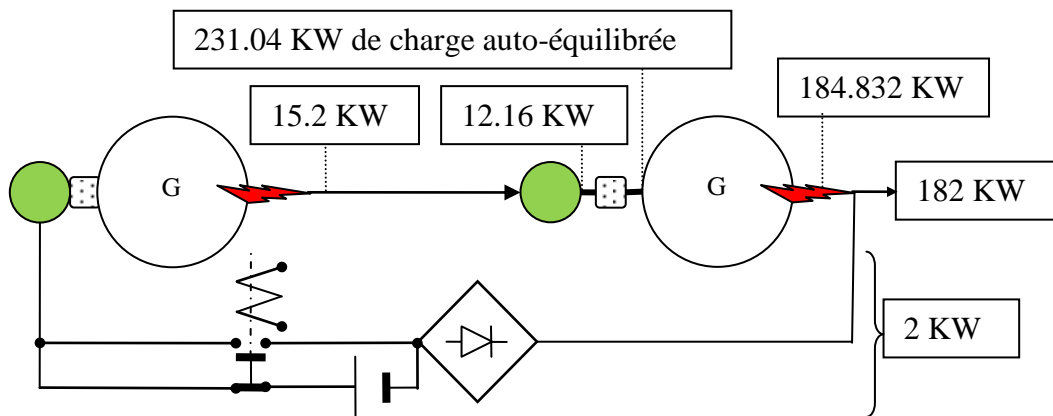 231.04 KW de charge auto-équilibrée
184.832 KW
15.2 KW
12.16 KW
G
G
182 KW
2 KW